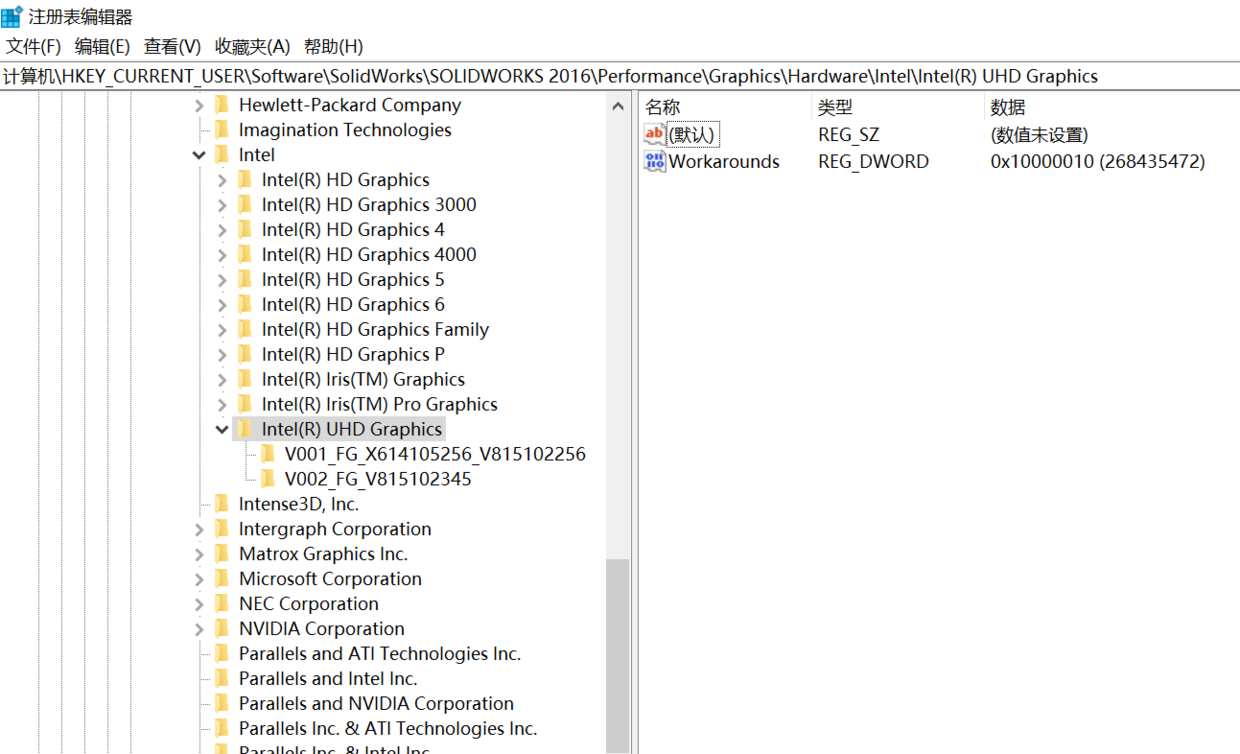 注册表编辑器
文件(F) 编辑(E) 查看(V) 收藏夹(A) 帮助(H)
计算机\HKEY_CURRENT_USER\Software\SolidWorks\SOLIDWORKS 2016\Performance\Graphics\Hardware\Intel\Intel(R) UHD Graphics
Hewlett-Packard Company
Imagination Technologies
Intel
Intel(R) HD Graphics
Intel(R) HD Graphics 3000
Intel(R) HD Graphics 4
Intel(R) HD Graphics 4000
Intel(R) HD Graphics 5
Intel(R) HD Graphics 6
Intel(R) HD Graphics Family
Intel(R) HD Graphics P
Intel(R) Iris(TM) Graphics
Intel(R) Iris(TM) Pro Graphics
Intel(R) UHD Graphics
V001_FG_X614105256_V815102256
V002_FG_V815102345
Intense3D, Inc.
Intergraph Corporation
Matrox Graphics Inc.
Microsoft Corporation
NEC Corporation
NVIDIA Corporation
Parallels and ATI Technologies Inc.
Parallels and Intel Inc.
Parallels and NVIDIA Corporation
Parallels Inc. & ATI Technologies Inc.
Parallels Inc. & Intel Inc.
名称 类型 数据
(默认) REG_SZ (数值未设置)
Workarounds REG_DWORD 0x10000010 (268435472)